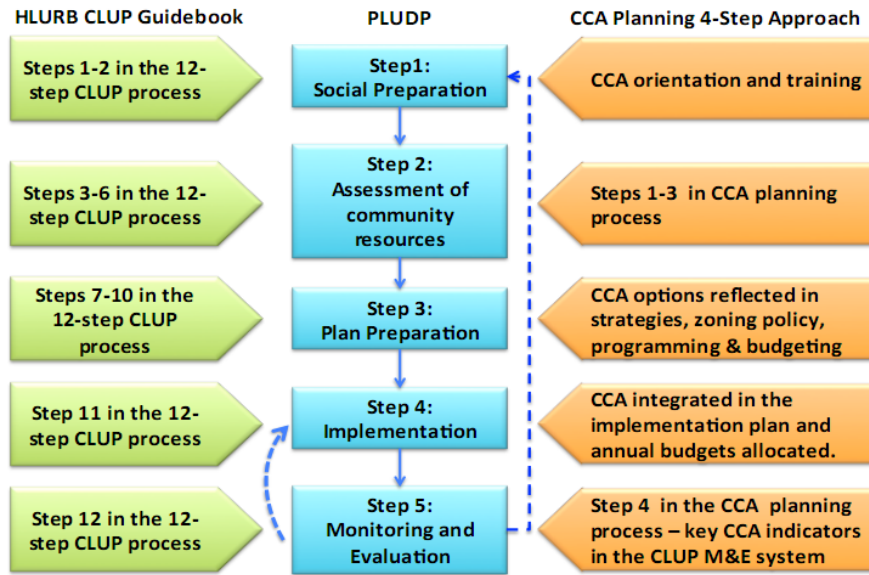 HLURB CLUP Guidebook
PLUDP
CCA Planning 4-Step Approach
Steps 1-2 in the 12-
step CLUP process
Step1:
Social Preparation
CCA orientation and training
Steps 3-6 in the 12-
step CLUP process
Step 2:
Assessment of
community
resources
Steps 1-3 in CCA planning
process
Steps 7-10 in the
12-step CLUP
process
Step 3:
Plan Preparation
CCA options reflected in
strategies, zoning policy,
programming & budgeting
Step 11 in the 12-
step CLUP process
Step 4:
Implementation
CCA integrated in the
implementation plan and
annual budgets allocated.
Step 12 in the 12-
step CLUP process
Step 5:
Monitoring and
Evaluation
Step 4 in the CCA planning
process – key CCA indicators
in the CLUP M&E system